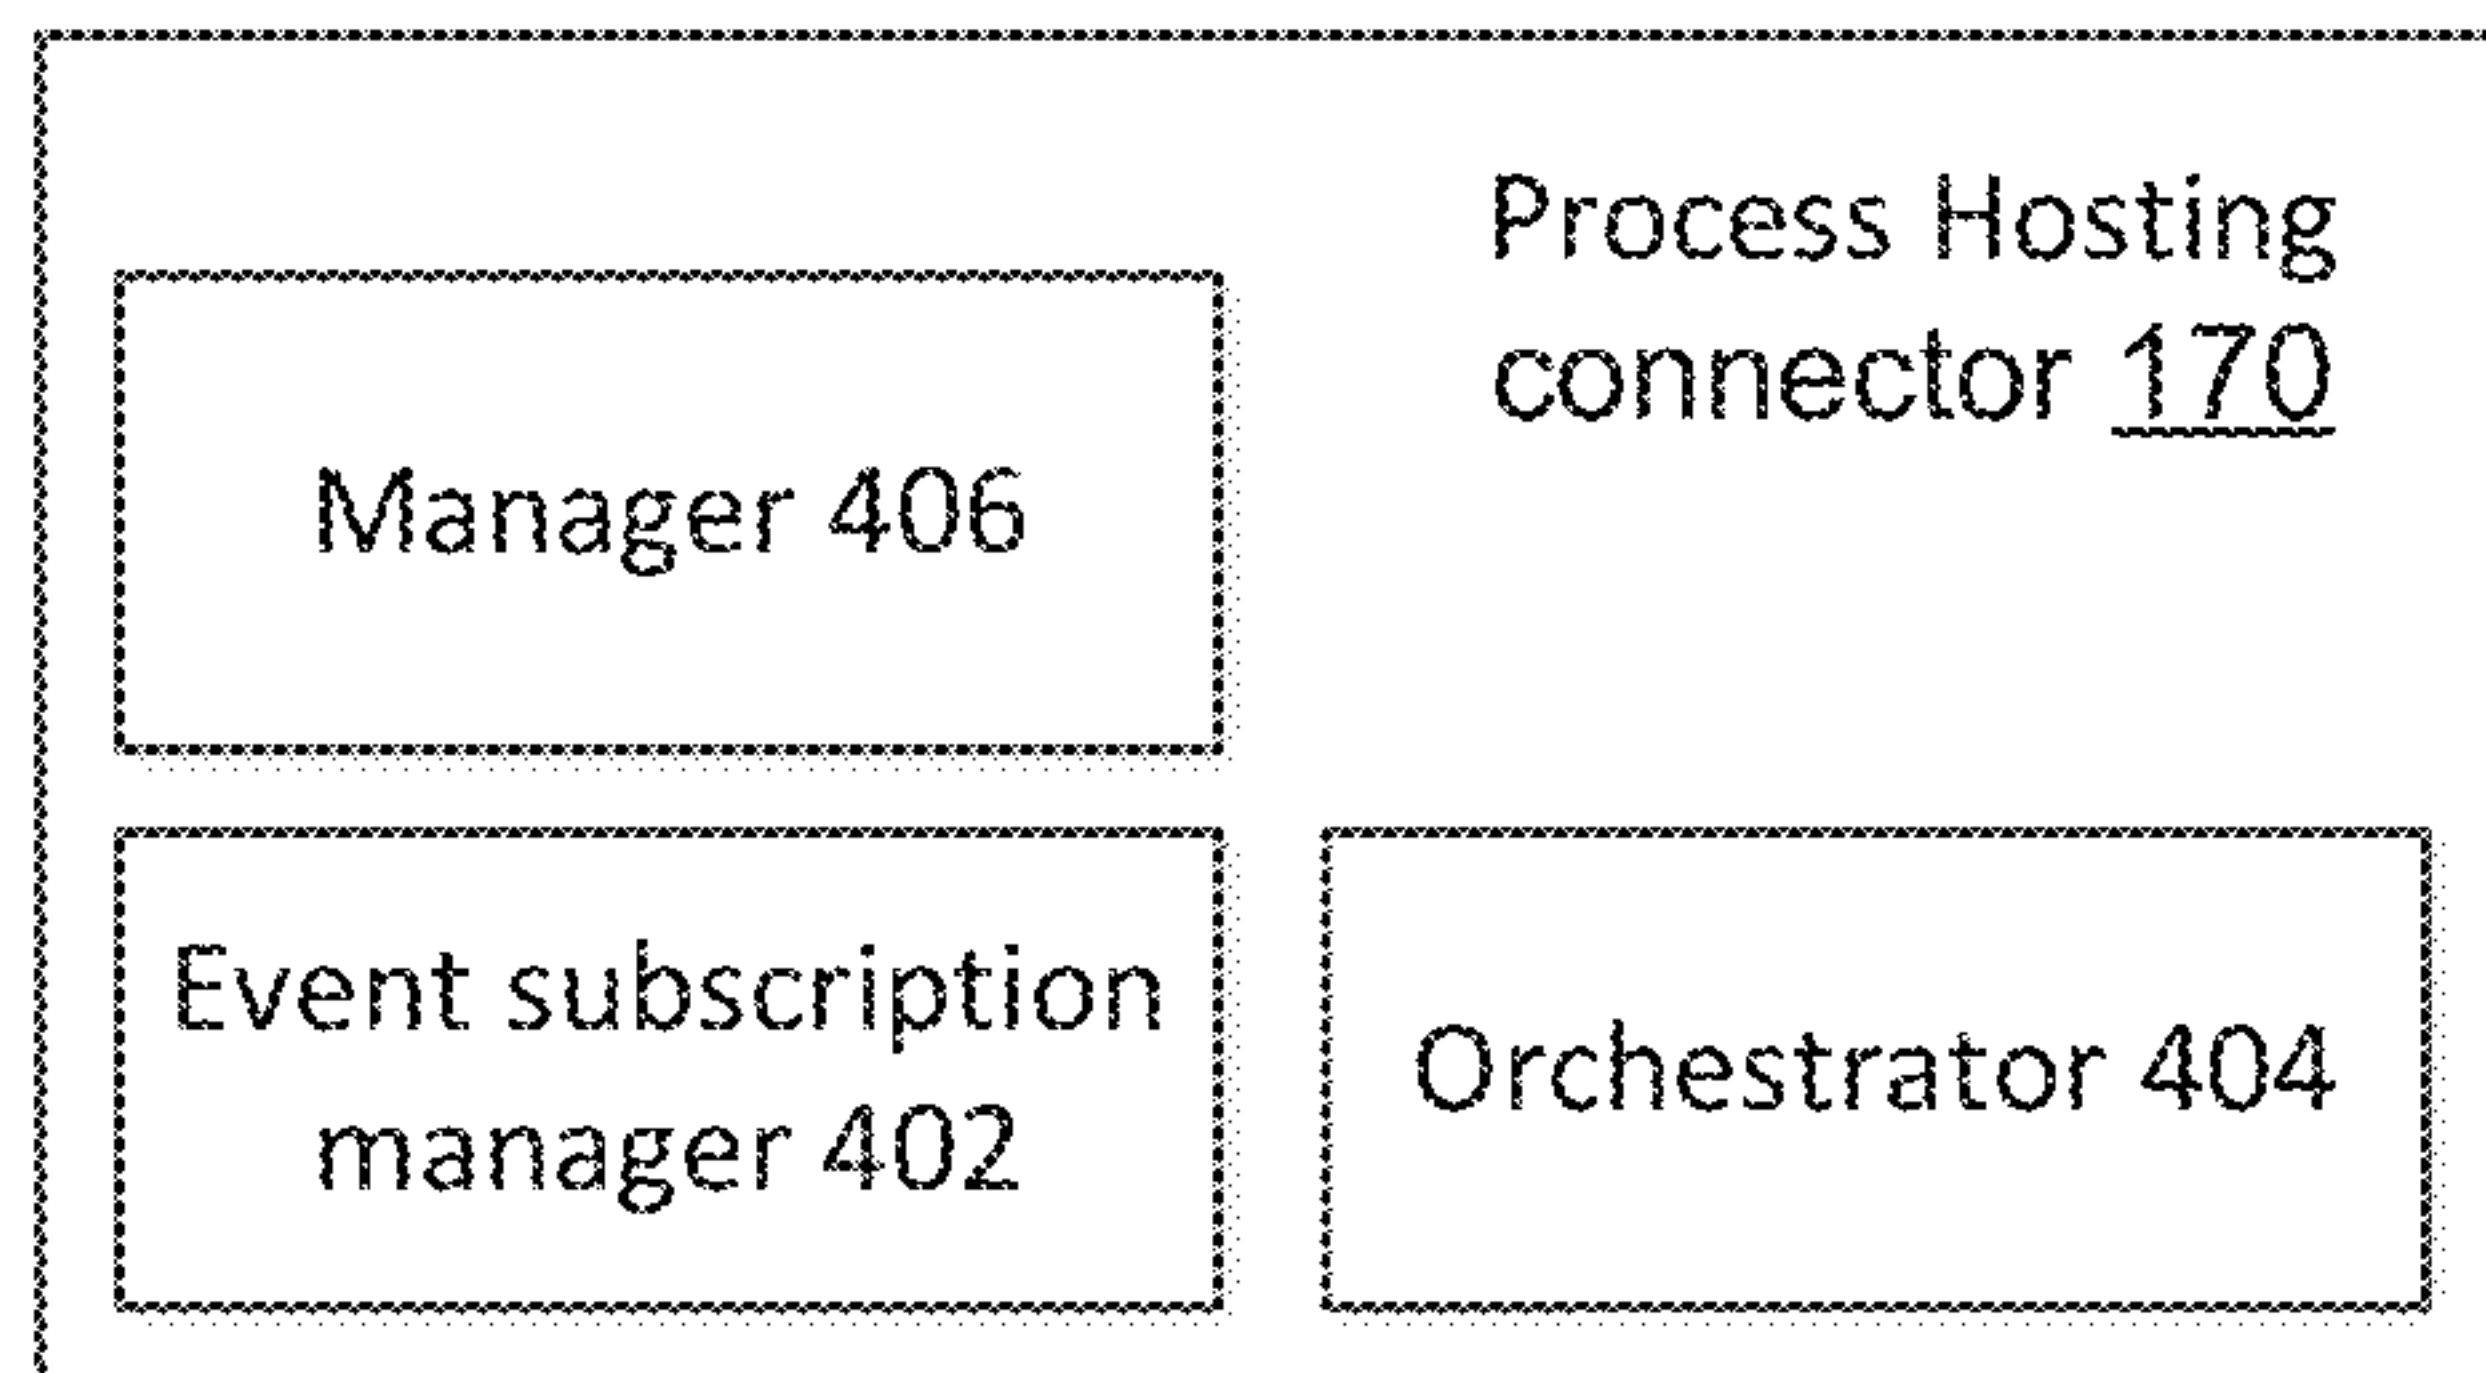 Process Hosting
connector 170
Manager 406
Event subscription
manager 402
Orchestrator 404